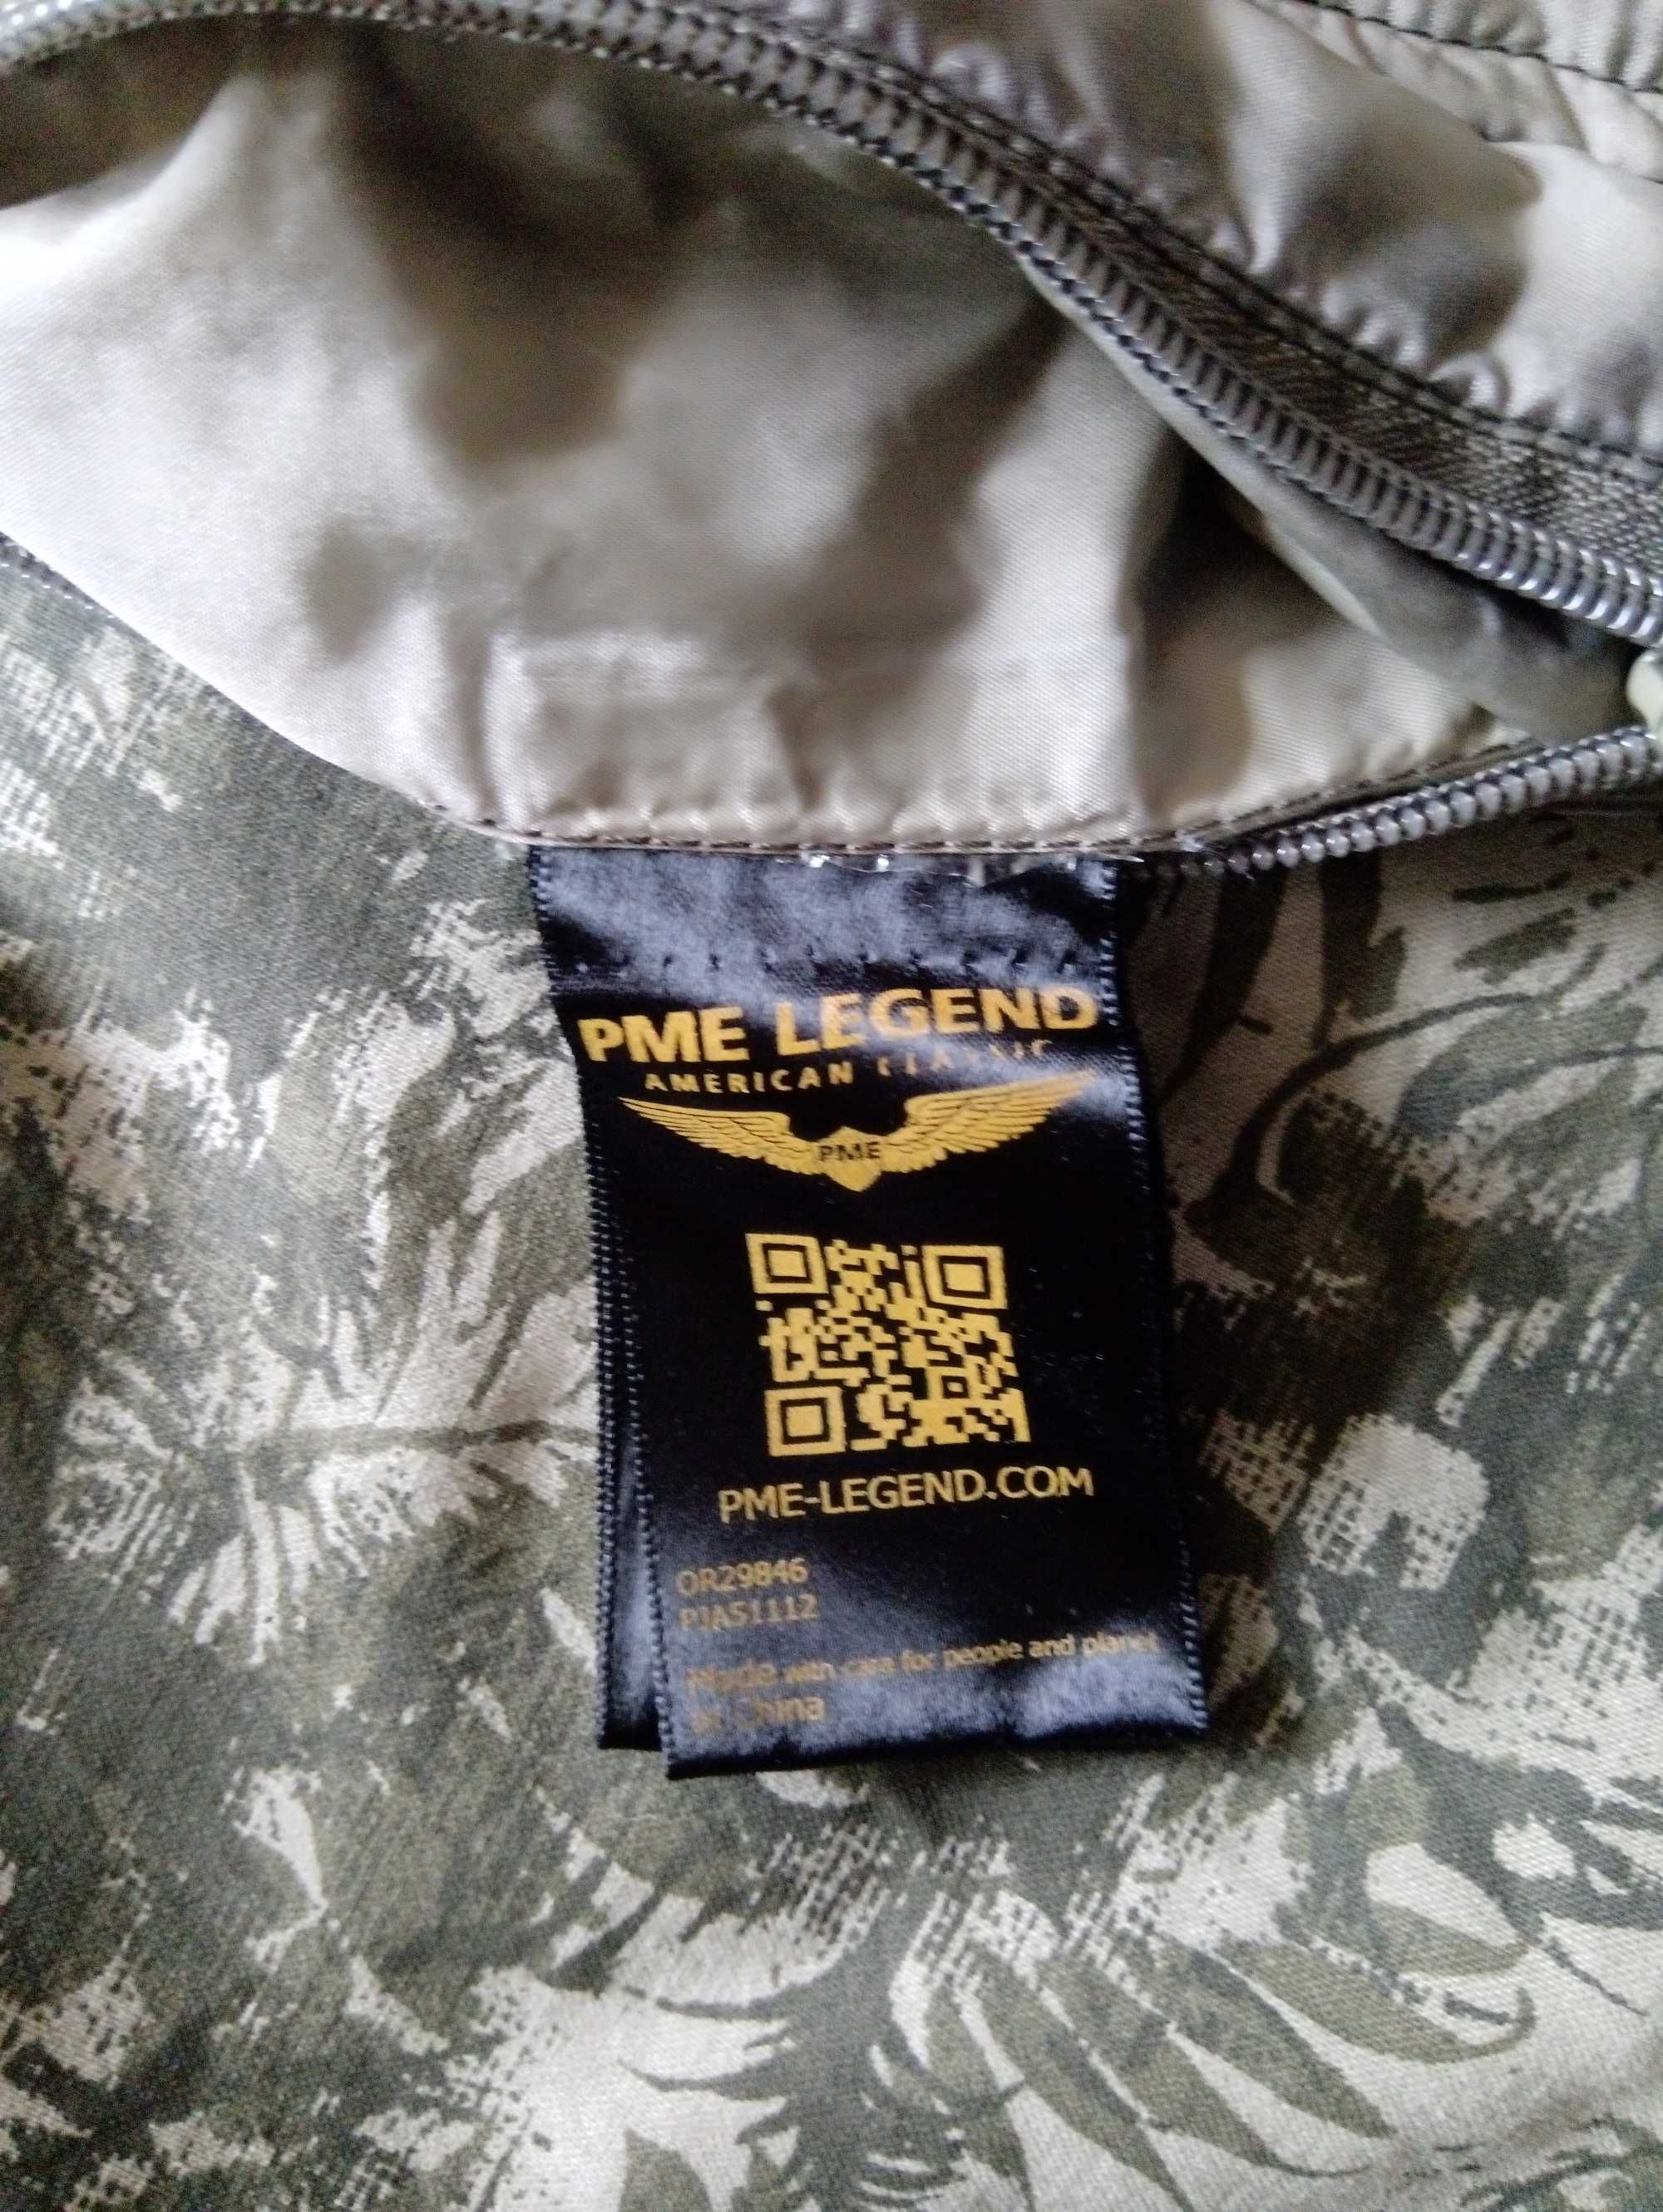 PME LEGEND
AMERICAN CLASSIC
PME
PME-LEGEND.COM
OR29846
PJA51112
Made with care for people and planet
in China